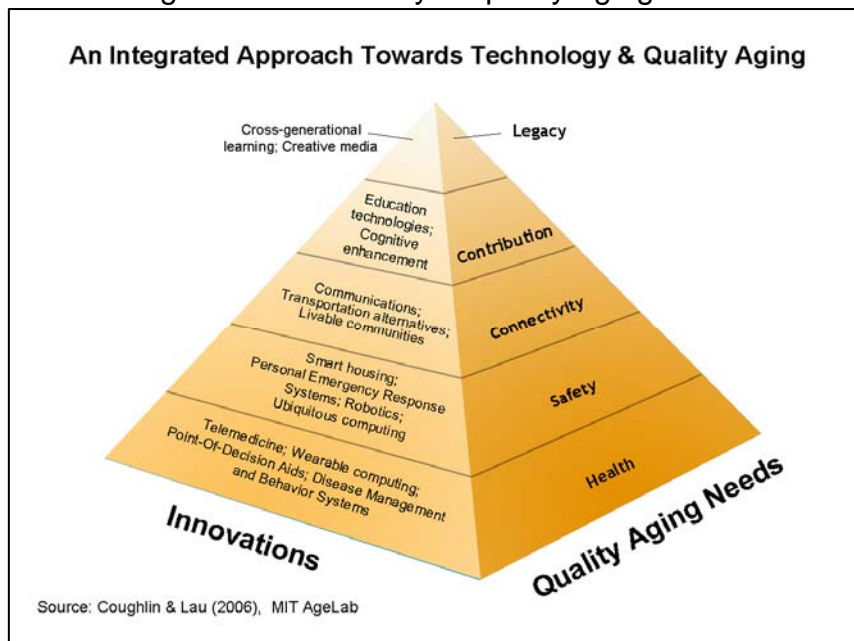 An Integrated Approach Towards Technology & Quality Aging
Cross-generational
learning; Creative media
Legacy
Education
technologies;
Cognitive
enhancement
Contribution
Communications;
Transportation alternatives;
Livable communities
Connectivity
Smart housing;
Personal Emergency Response
Systems; Robotics;
Ubiquitous computing
Safety
Telemedicine; Wearable computing;
Point-Of-Decision Aids; Disease Management
and Behavior Systems
Health
Innovations
Quality Aging Needs
Source: Coughlin & Lau (2006), MIT AgeLab